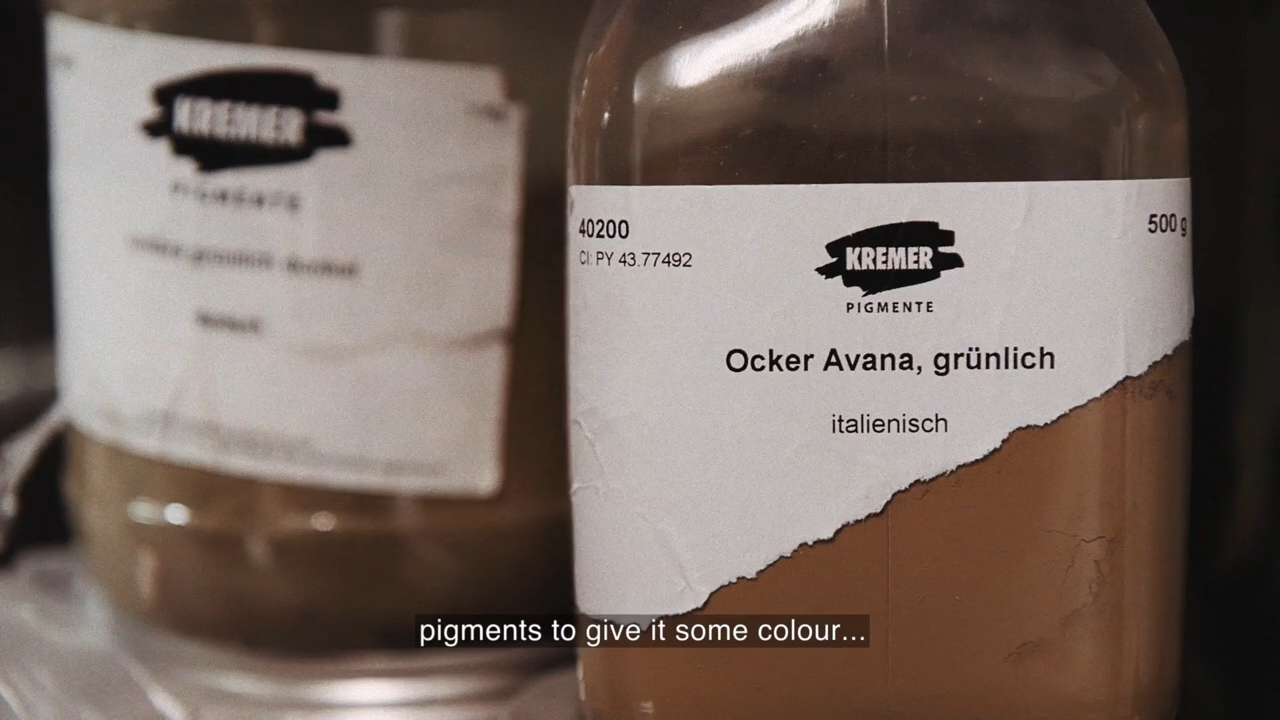 KREMER
PIGMENTE
40200
CI: PY 43.77492
500 g
KREMER
PIGMENTE
Ocker Avana, grünlich
italienisch
pigments to give it some colour...